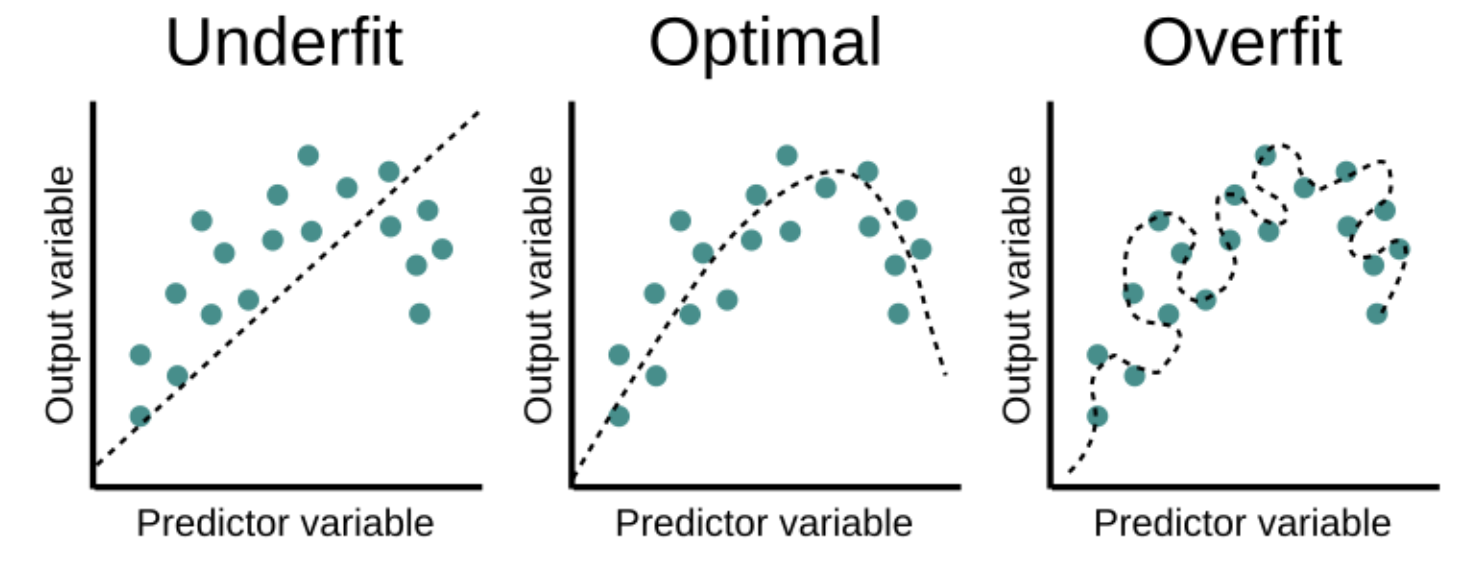 Underfit
Optimal
Overfit
Output variable
Predictor variable
Output variable
Predictor variable
Output variable
Predictor variable